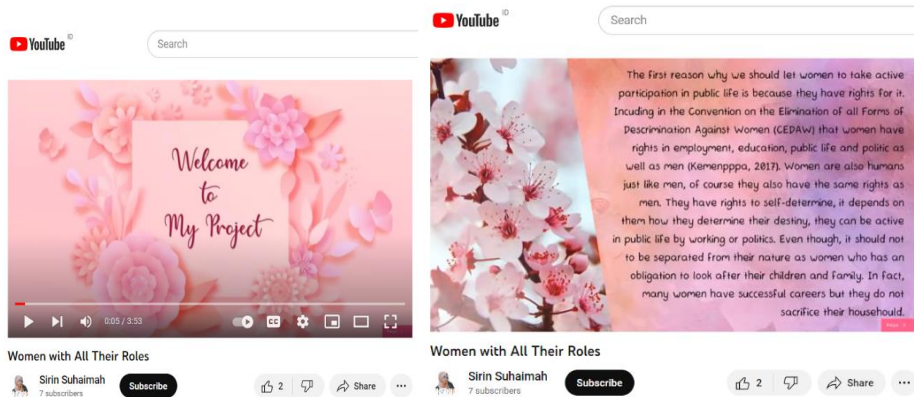 YouTube ID
Search
Welcome
to
My Project
0:05 / 3:53
CC
Women with All Their Roles
Sirin Suhaimah
7 subscribers
Subscribe
2
Share
YouTube ID
Search
The first reason why we should let women to take active
participation in public life is because they have rights for it.
Incuding in the Convention on the Elimination of all Forms of
Descrimination Against Women (CEDAW) that women have
rights in employment, education, public life and politic as
well as men (Kemenpppa, 2017). Women are also humans
just like men, of course they also have the same rights as
men. They have rights to self-determine, it depends on
them how they determine their destiny, they can be active
in public life by working or politics. Even though, it should not
to be separated from their nature as women who has an
obligation to look after their children and family. In fact,
many women have successful careers but they do not
sacrifice their househould.
Women with All Their Roles
Sirin Suhaimah
7 subscribers
Subscribe
2
Share